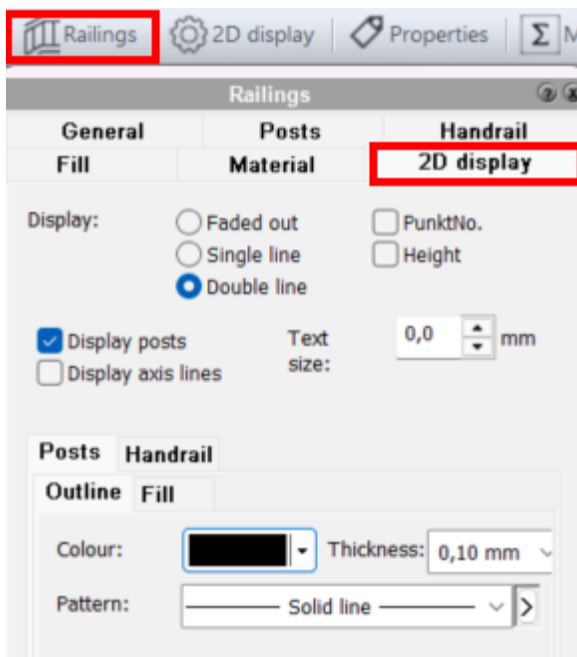 Railings 2D display Properties Σ M
Railings
General Posts Handrail
Fill Material 2D display
Display: Faded out PunktNo.
Single line Height
Double line
Display posts Text size: 0,0 mm
Display axis lines
Posts Handrail
Outline Fill
Colour: Thickness: 0,10 mm
Pattern: Solid line